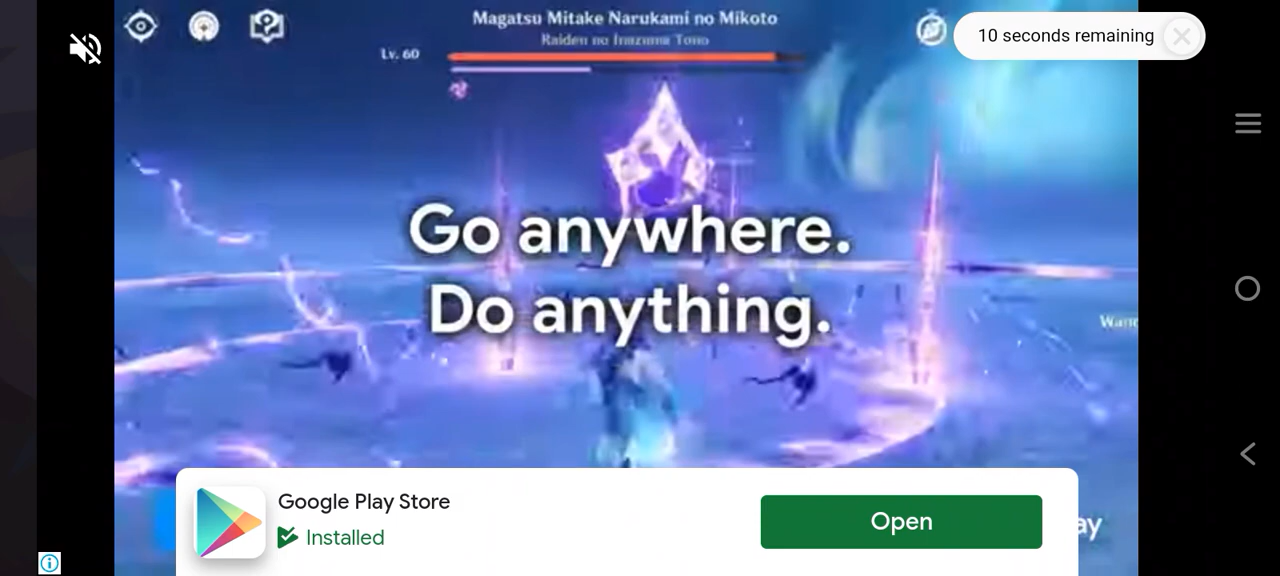 Magatsu Mitake Narukami no Mikoto
Raiden no Inazuma Tono
Lv. 60
10 seconds remaining
Go anywhere.
Do anything.
Google Play Store
Installed
Open